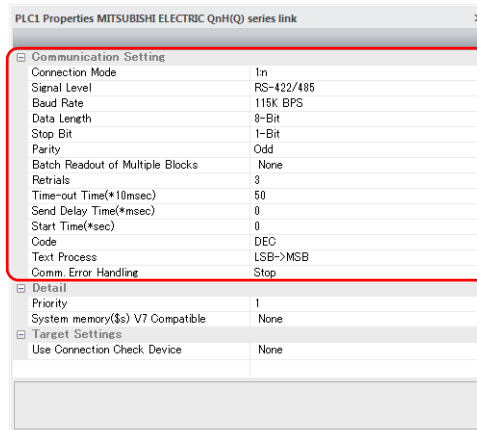 PLC1 Properties MITSUBISHI ELECTRIC QnH(Q) series link
Communication Setting
Connection Mode 1:n
Signal Level RS-422/485
Baud Rate 115K BPS
Data Length 8-Bit
Stop Bit 1-Bit
Parity Odd
Batch Readout of Multiple Blocks None
Retrials 3
Time-out Time(*10msec) 50
Send Delay Time(*msec) 0
Start Time(*sec) 0
Code DEC
Text Process LSB->MSB
Comm. Error Handling Stop
Detail
Priority 1
System memory($s) V7 Compatible None
Target Settings
Use Connection Check Device None